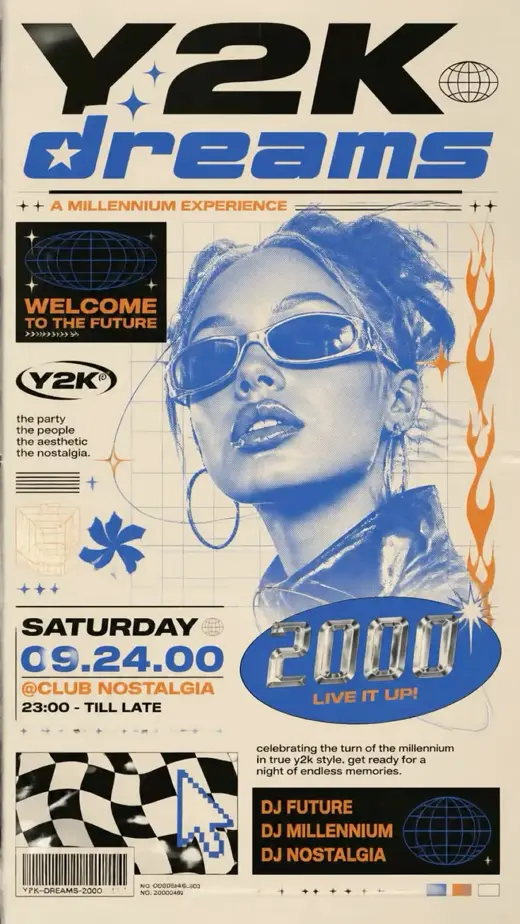 Y2K
dreams
A MILLENNIUM EXPERIENCE
WELCOME
TO THE FUTURE
Y2K
the party
the people
the aesthetic
the nostalgia.
SATURDAY
09.24.00
@CLUB NOSTALGIA
23:00 - TILL LATE
2000
LIVE IT UP!
celebrating the turn of the millennium
in true y2k style. get ready for a
night of endless memories.
DJ FUTURE
DJ MILLENNIUM
DJ NOSTALGIA
Y2K-DREAMS-2000